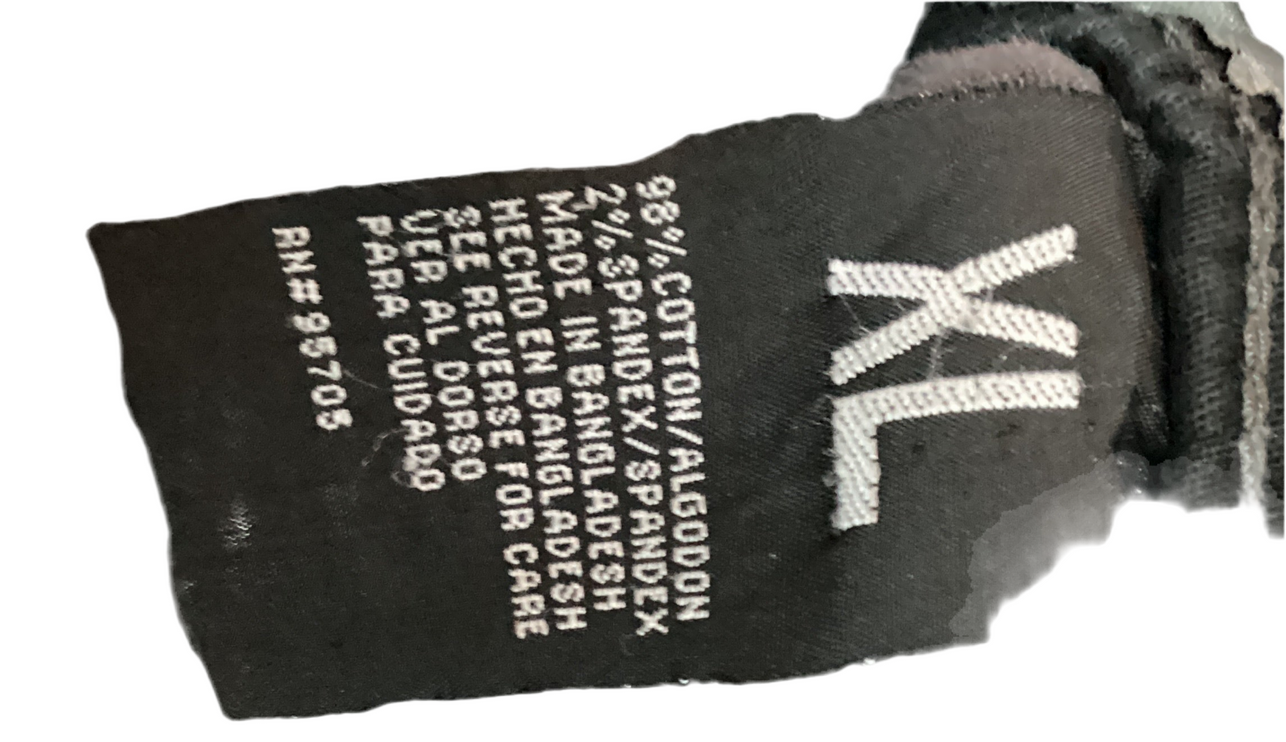 XL
98%COTTON/ALGODON
2%SPANDEX/SPANDEX
MADE IN BANGLADESH
HECHO EN BANGLADESH
SEE REVERSE FOR CARE
VER AL DORSO
PARA CUIDADO
RN#95705